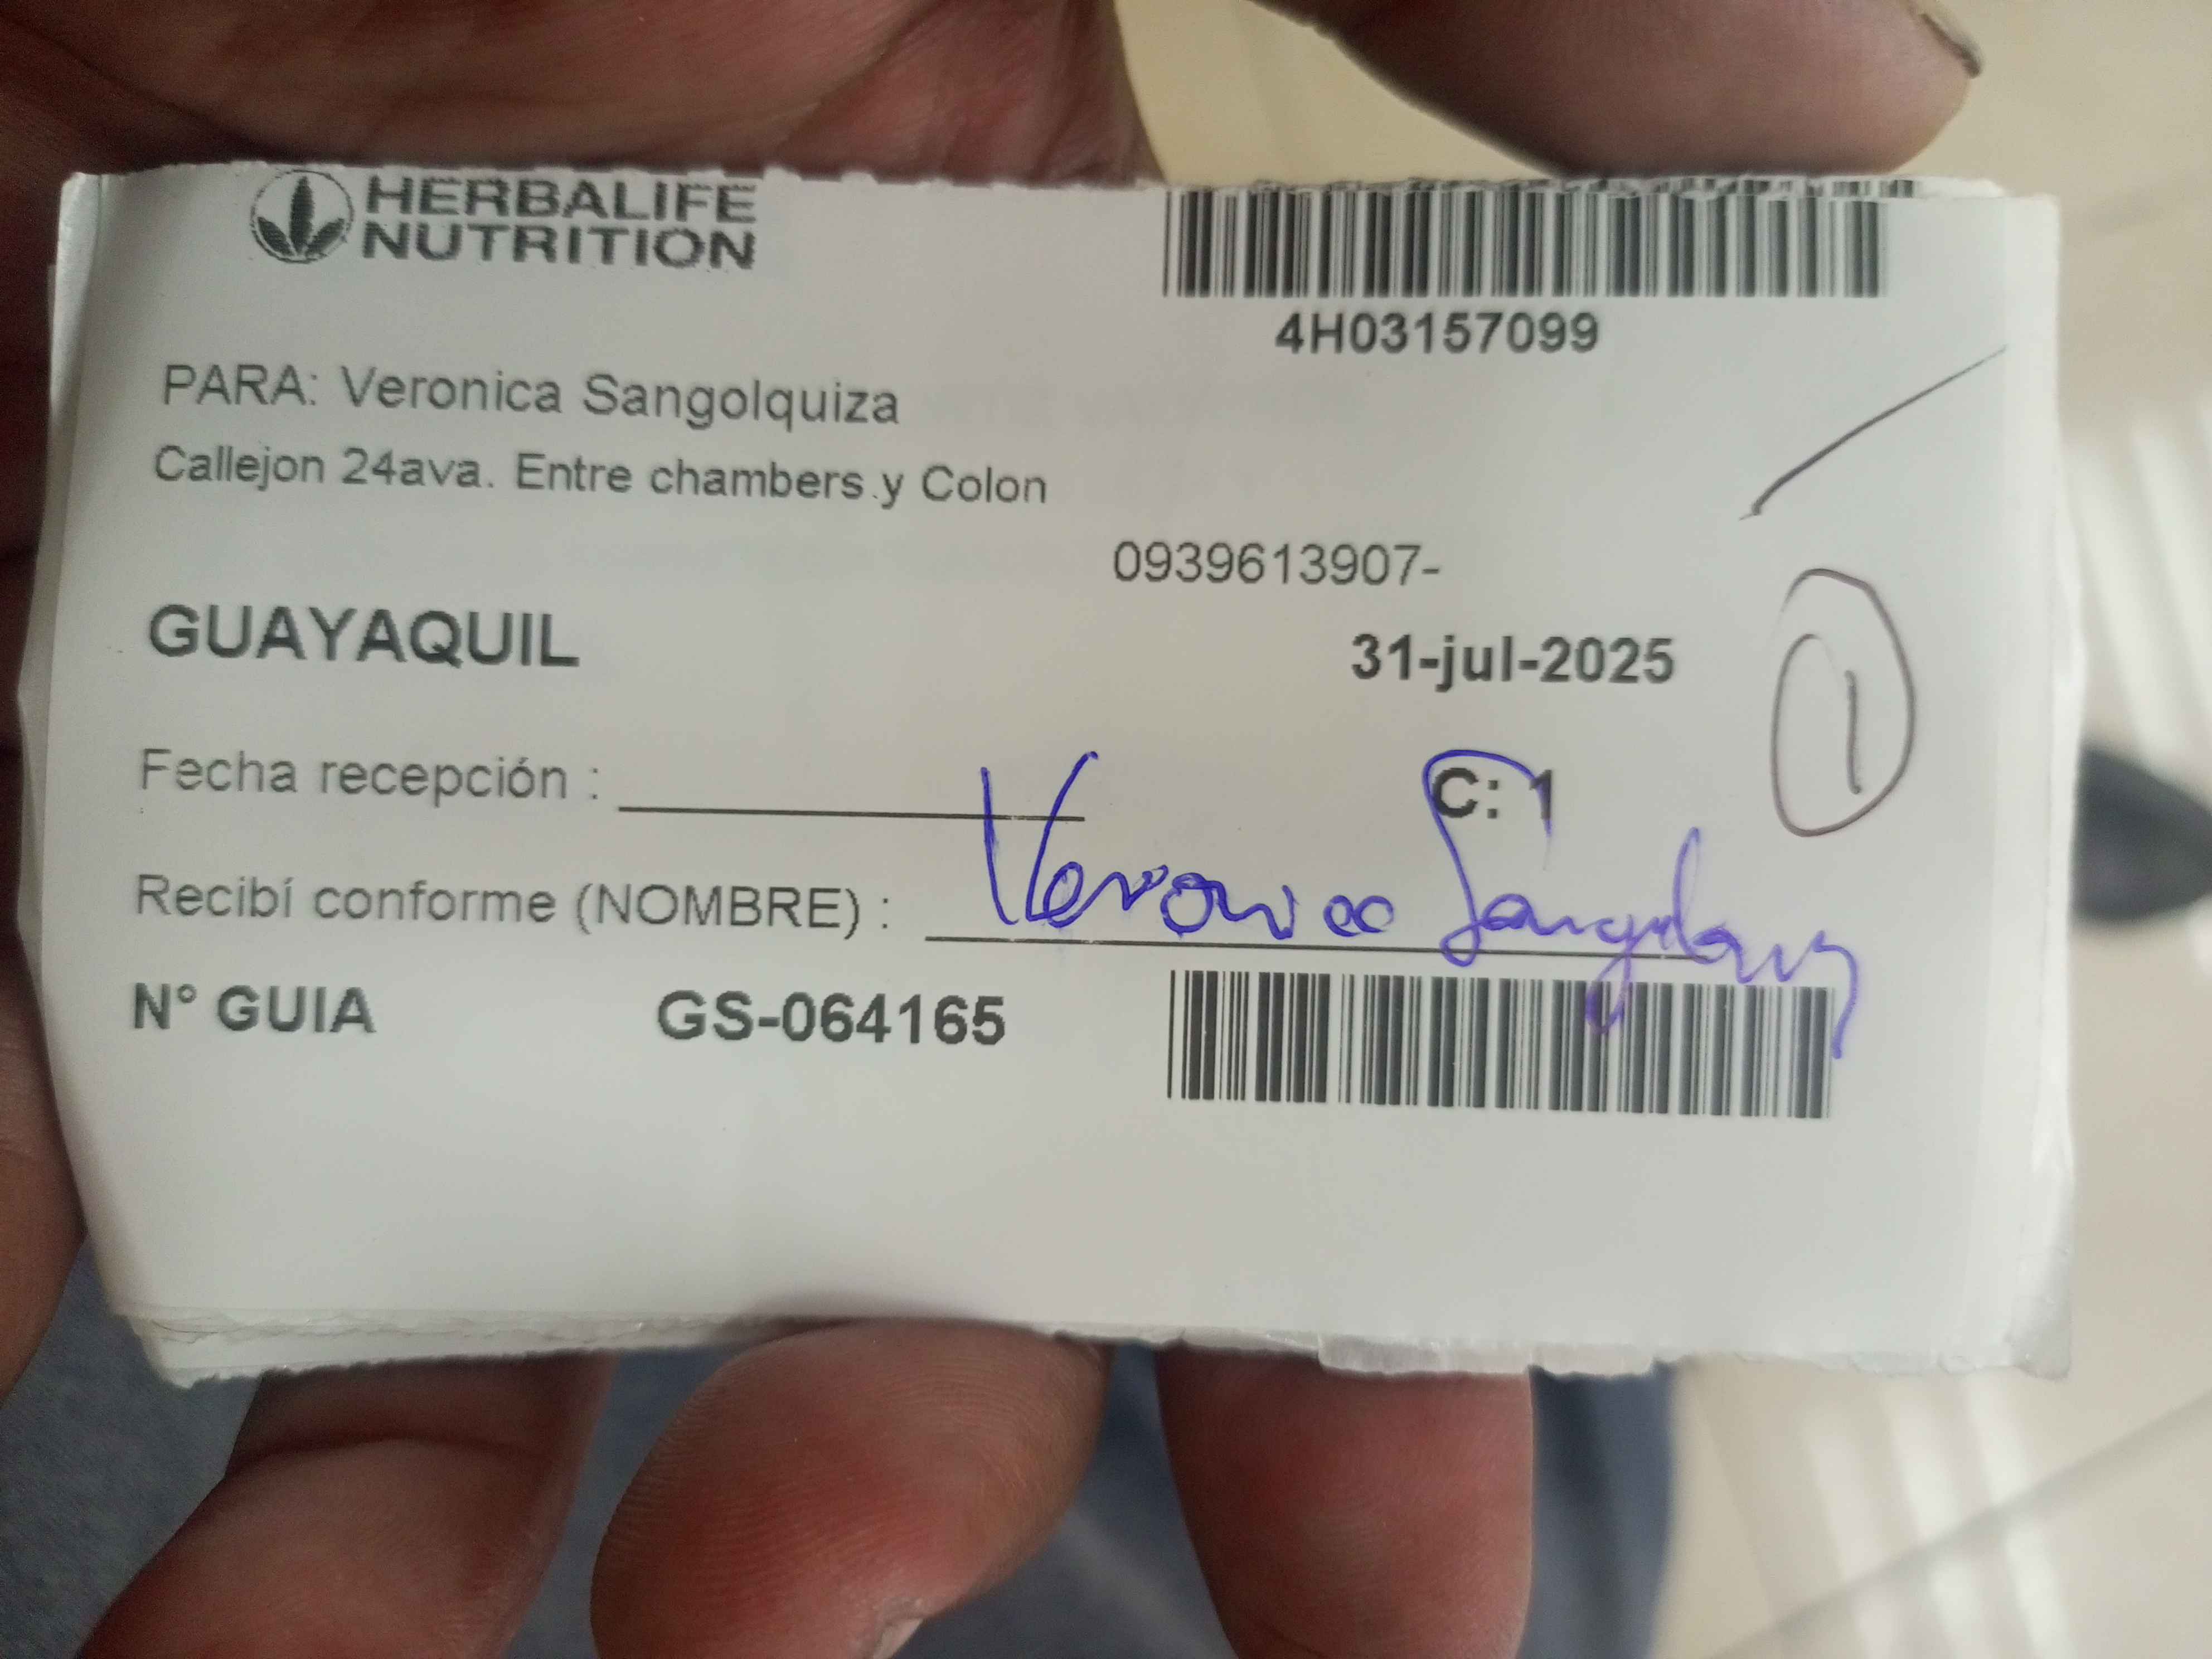 HERBALIFE
NUTRITION
4H03157099
PARA: Veronica Sangolquiza
Callejon 24ava. Entre chambers y Colon
0939613907-
GUAYAQUIL
31-jul-2025
1
Fecha recepción :
C: 1
Recibí conforme (NOMBRE) : Veronica
N° GUIA GS-064165